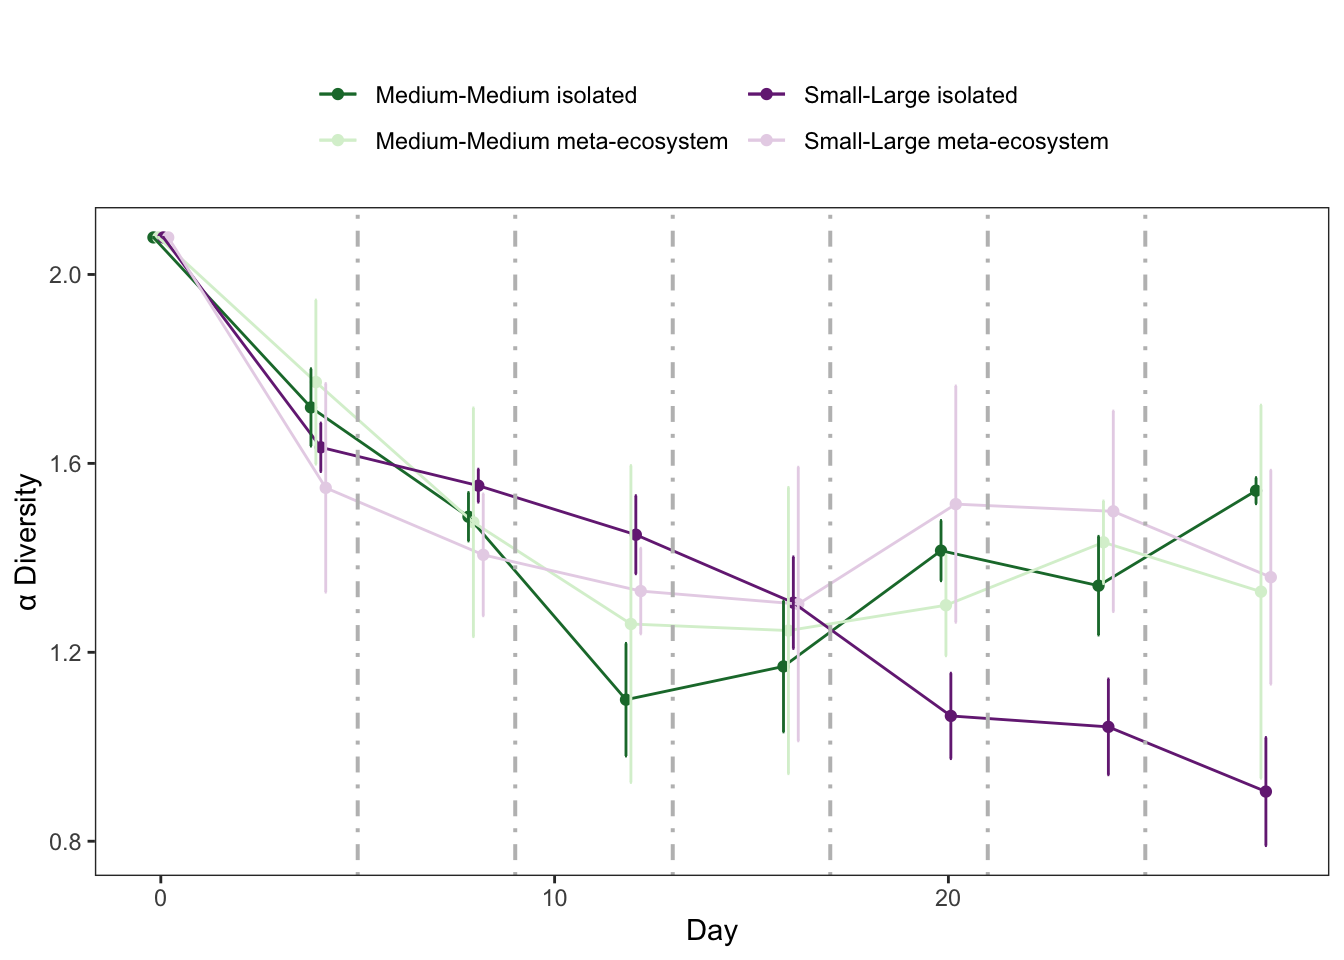 Medium-Medium isolated
Small-Large isolated
Medium-Medium meta-ecosystem
Small-Large meta-ecosystem
2.0
1.6
1.2
0.8
α Diversity
0
10
20
Day